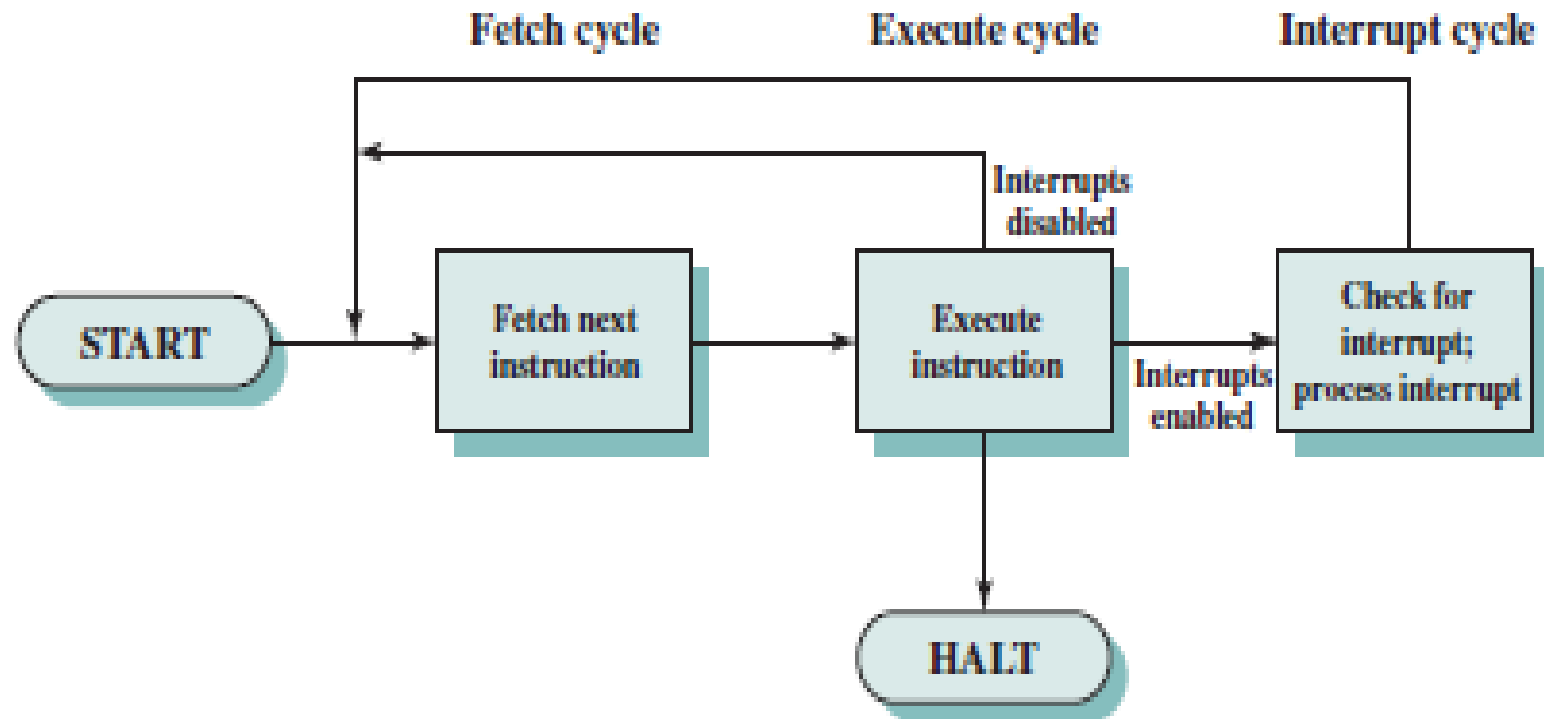 Fetch cycle
Execute cycle
Interrupt cycle
Interrupts
disabled
START
Fetch next
instruction
Execute
instruction
Interrupts
enabled
Check for
interrupt;
process interrupt
HALT